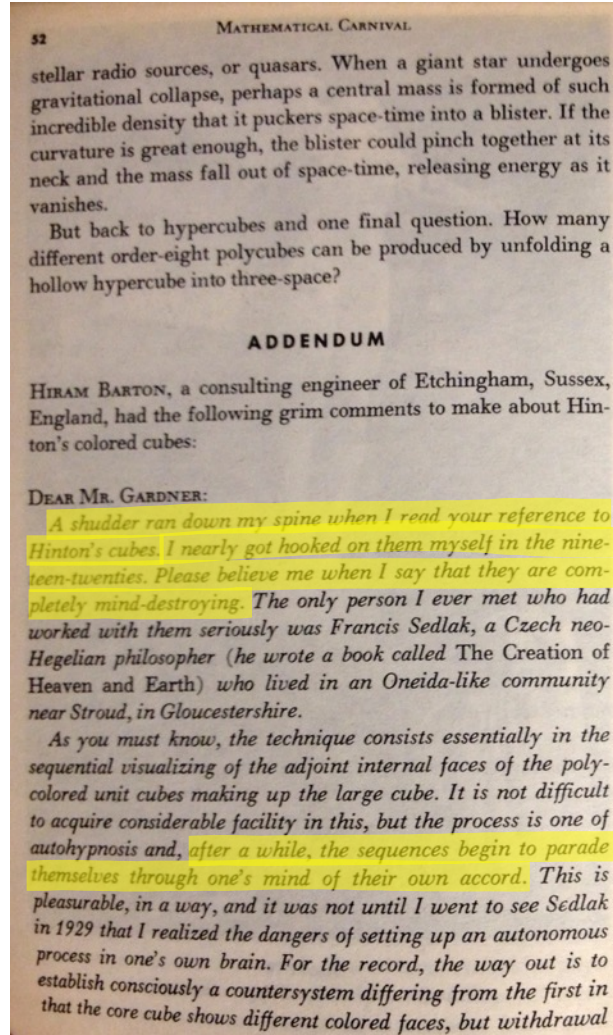 52
MATHEMATICAL CARNIVAL
stellar radio sources, or quasars. When a giant star undergoes
gravitational collapse, perhaps a central mass is formed of such
incredible density that it puckers space-time into a blister. If the
curvature is great enough, the blister could pinch together at its
neck and the mass fall out of space-time, releasing energy as it
vanishes.
But back to hypercubes and one final question. How many
different order-eight polycubes can be produced by unfolding a
hollow hypercube into three-space?
ADDENDUM
HIRAM BARTON, a consulting engineer of Etchingham, Sussex,
England, had the following grim comments to make about Hin-
ton's colored cubes:
DEAR MR. GARDNER:
A shudder ran down my spine when I read your reference to
Hinton's cubes. I nearly got hooked on them myself in the nine-
teen-twenties. Please believe me when I say that they are com-
pletely mind-destroying. The only person I ever met who had
worked with them seriously was Francis Sedlak, a Czech neo-
Hegelian philosopher (he wrote a book called The Creation of
Heaven and Earth) who lived in an Oneida-like community
near Stroud, in Gloucestershire.
As you must know, the technique consists essentially in the
sequential visualizing of the adjoint internal faces of the poly-
colored unit cubes making up the large cube. It is not difficult
to acquire considerable facility in this, but the process is one of
autohypnosis and, after a while, the sequences begin to parade
themselves through one's mind of their own accord. This is
pleasurable, in a way, and it was not until I went to see Sedlak
in 1929 that I realized the dangers of setting up an autonomous
process in one's own brain. For the record, the way out is to
establish consciously a countersystem differing from the first in
that the core cube shows different colored faces, but withdrawal